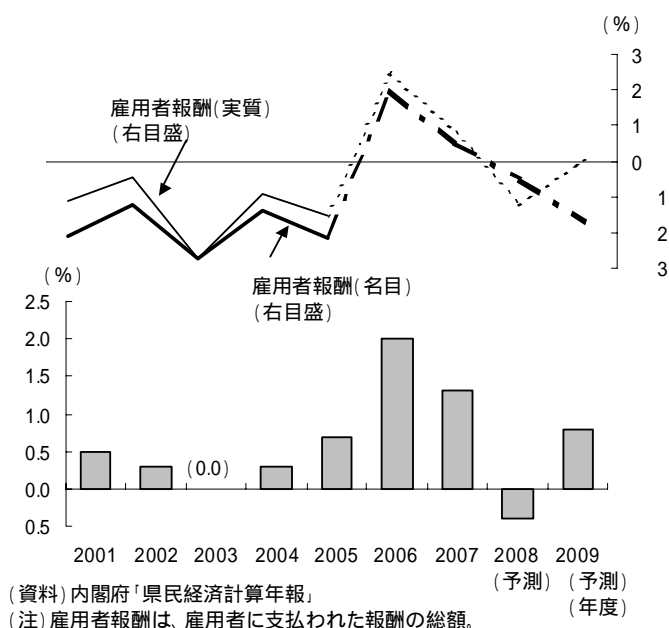 (%)
3
2
1
0
1
2
3
雇用者報酬(実質)
(右目盛)
雇用者報酬(名目)
(右目盛)
(%)
2.5
2.0
1.5
1.0
0.5
0.0
0.5
(0.0)
2001 2002 2003 2004 2005 2006 2007 2008 2009
(予測) (予測)
(年度)
(資料)内閣府「県民経済計算年報」
(注)雇用者報酬は、雇用者に支払われた報酬の総額。